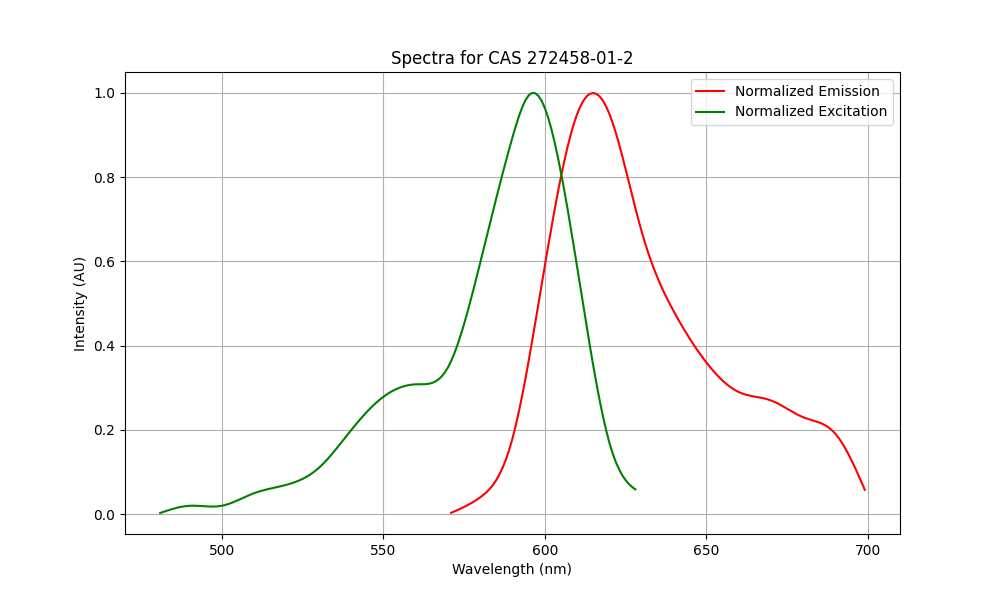 Spectra for CAS 272458-01-2
Normalized Emission
Normalized Excitation
1.0
0.8
0.6
0.4
0.2
0.0
Intensity (AU)
500 550 600 650 700
Wavelength (nm)